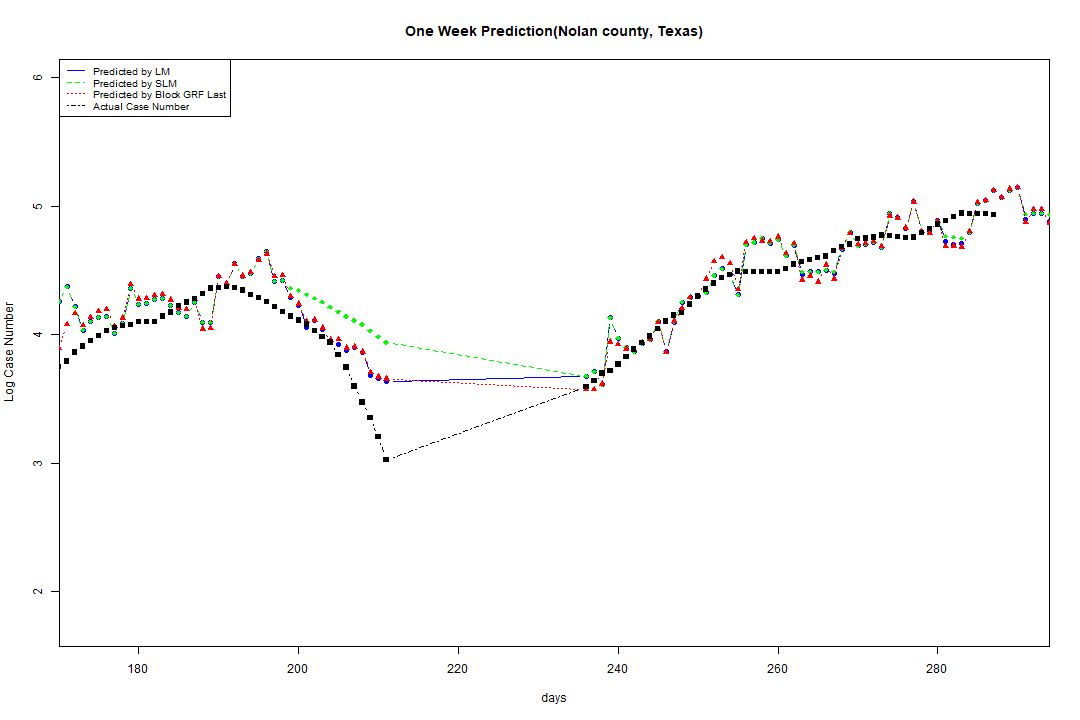 One Week Prediction(Nolan county, Texas)
Predicted by LM
Predicted by SLM
Predicted by Block GRF Last
Actual Case Number
6
5
4
3
2
Log Case Number
180 200 220 240 260 280
days